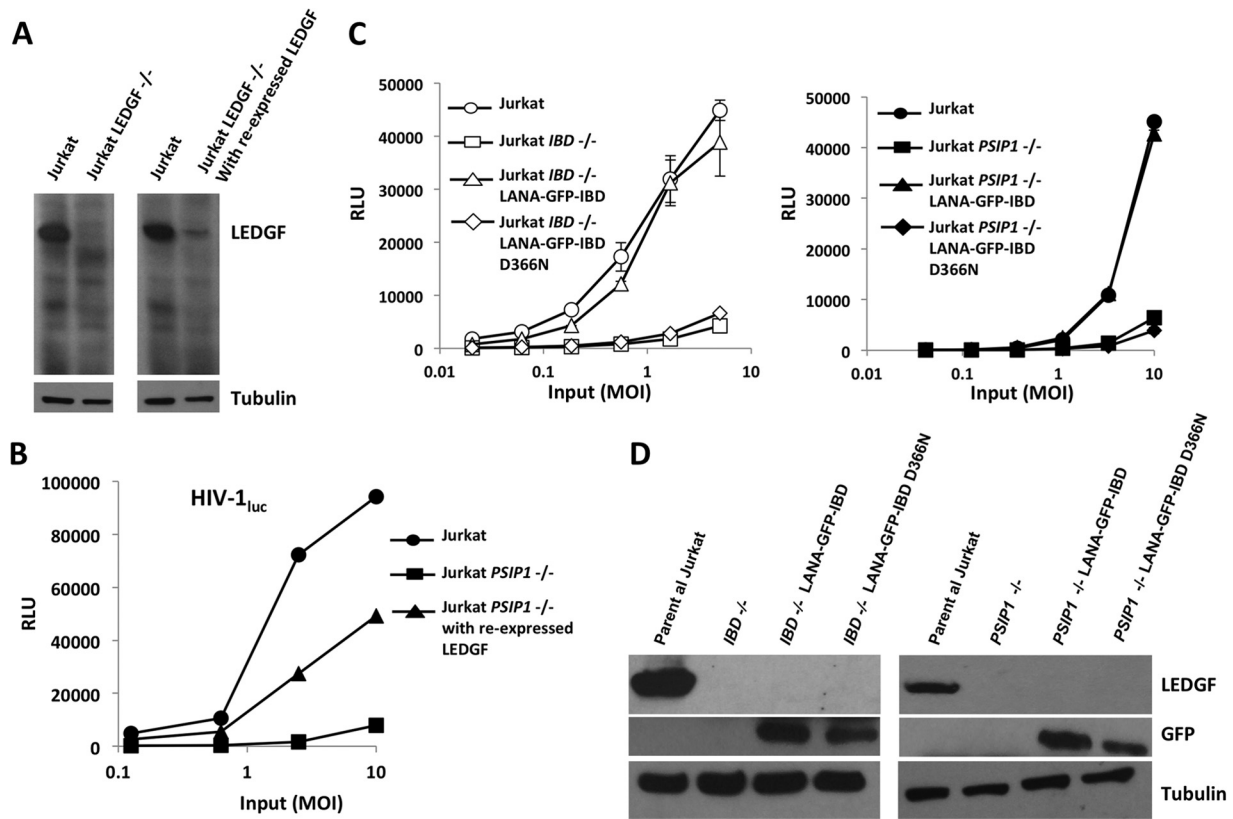 A
Jurkat
Jurkat LEDGF -/-
Jurkat
Jurkat LEDGF -/-
With re-expressed LEDGF
LEDGF
Tubulin
B
HIV-1luc
RLU
100000
80000
60000
40000
20000
0
0.1
1
10
Input (MOI)
Jurkat
Jurkat PSIP1 -/-
Jurkat PSIP1 -/-
with re-expressed
LEDGF
C
RLU
50000
40000
30000
20000
10000
0
0.01
0.1
1
10
Input (MOI)
Jurkat
Jurkat IBD -/-
Jurkat IBD -/-
LANA-GFP-IBD
Jurkat IBD -/-
LANA-GFP-IBD
D366N
RLU
50000
40000
30000
20000
10000
0
0.01
0.1
1
10
Input (MOI)
Jurkat
Jurkat PSIP1 -/-
Jurkat PSIP1 -/-
LANA-GFP-IBD
Jurkat PSIP1 -/-
LANA-GFP-IBD
D366N
D
Parent al Jurkat
IBD -/-
IBD -/- LANA-GFP-IBD
IBD -/- LANA-GFP-IBD D366N
Parent al Jurkat
PSIP1 -/-
PSIP1 -/- LANA-GFP-IBD
PSIP1 -/- LANA-GFP-IBD D366N
LEDGF
GFP
Tubulin